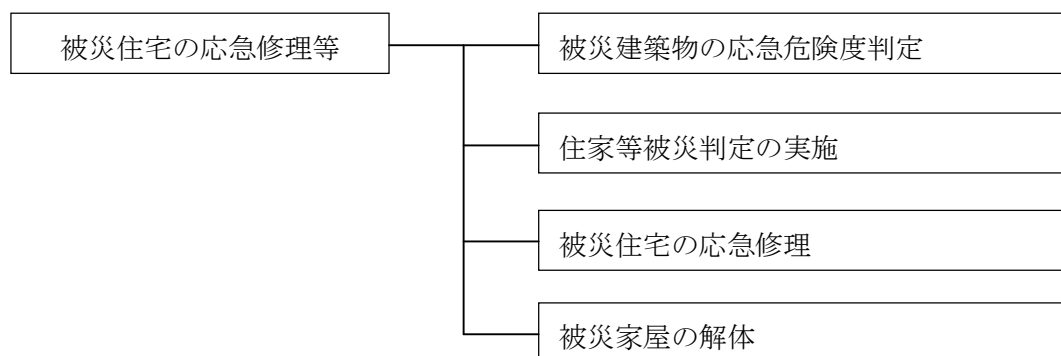 被災住宅の応急修理等
被災建築物の応急危険度判定
住家等被災判定の実施
被災住宅の応急修理
被災家屋の解体